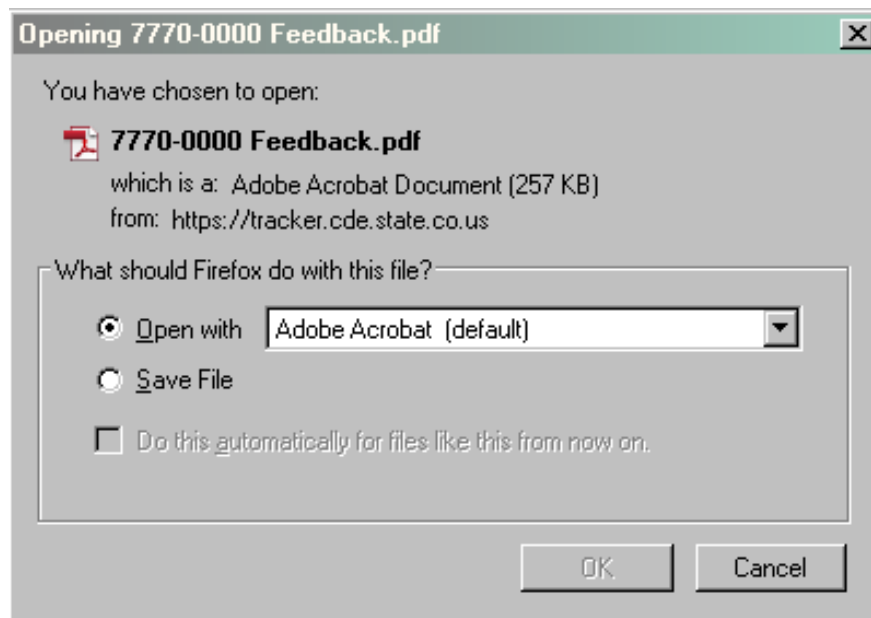 Opening 7770-0000 Feedback.pdf
You have chosen to open:
7770-0000 Feedback.pdf
which is a: Adobe Acrobat Document (257 KB)
from: https://tracker.cde.state.co.us
What should Firefox do with this file?
Open with Adobe Acrobat (default)
Save File
Do this automatically for files like this from now on.
OK Cancel